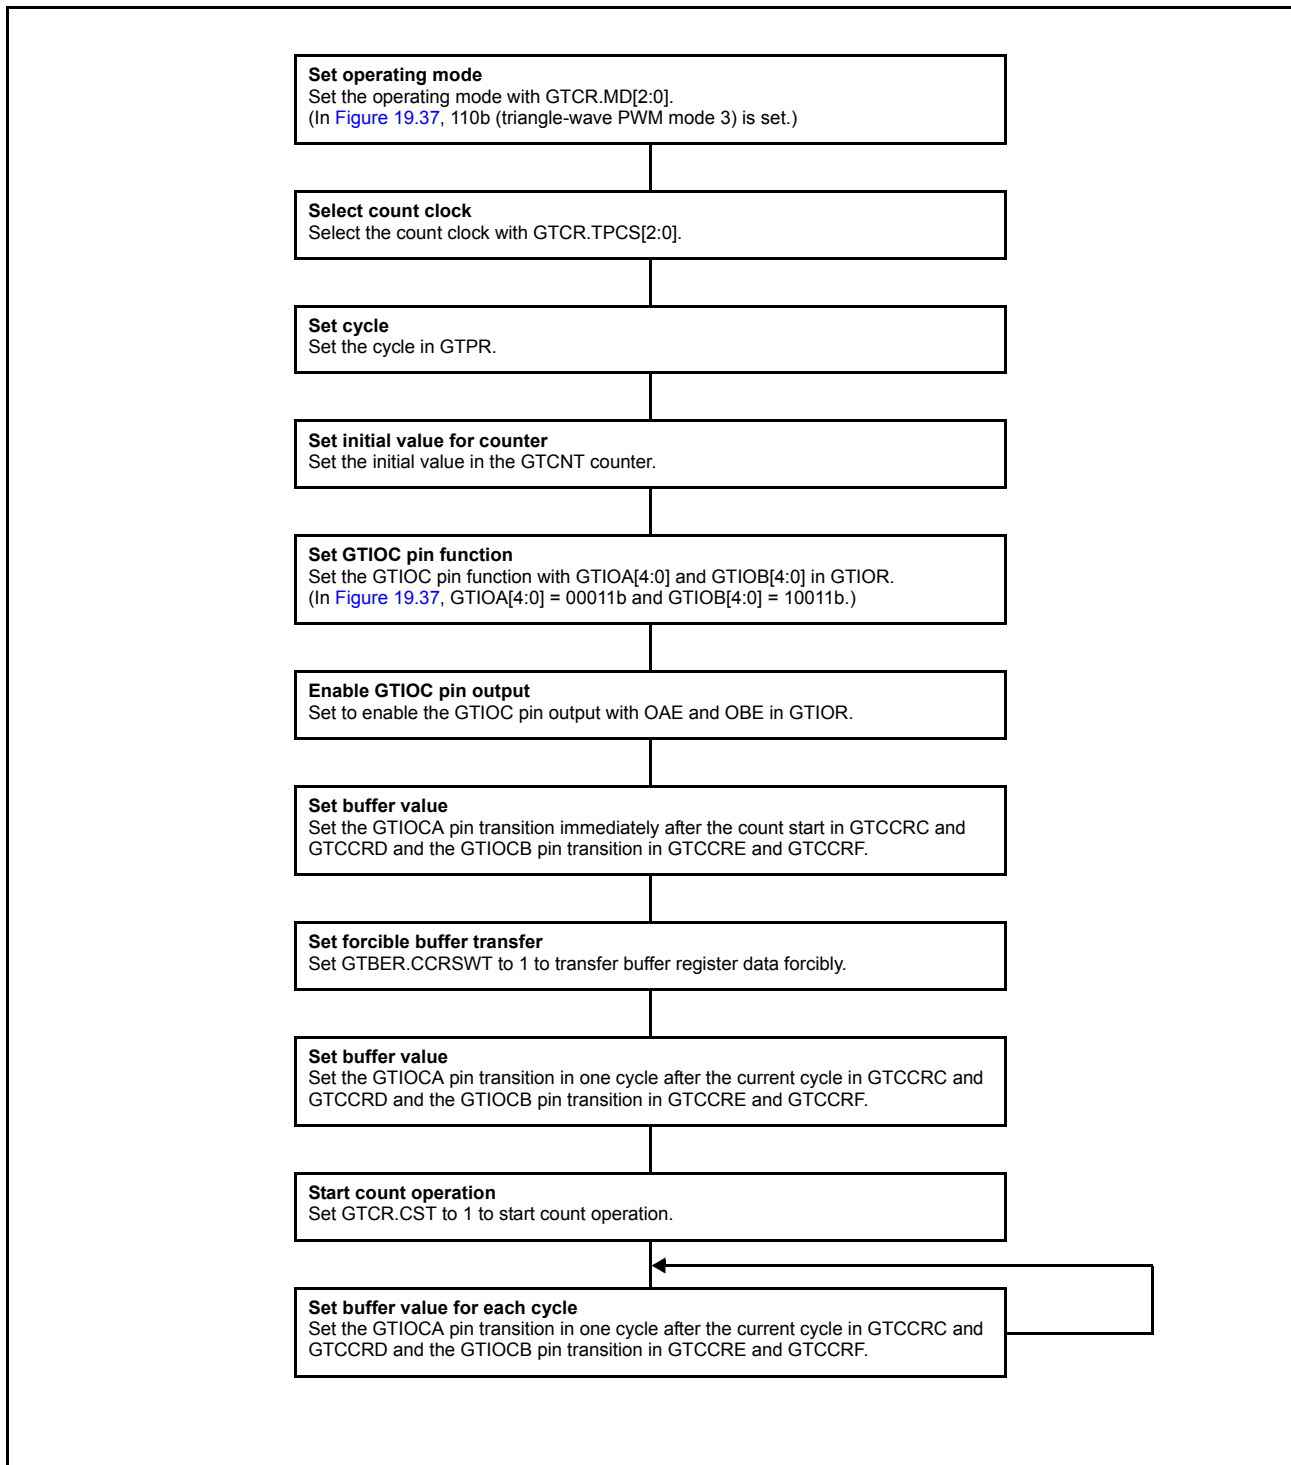 Set operating mode
Set the operating mode with GTCR.MD[2:0].
(In Figure 19.37, 110b (triangle-wave PWM mode 3) is set.)
Select count clock
Select the count clock with GTCR.TPCS[2:0].
Set cycle
Set the cycle in GTPR.
Set initial value for counter
Set the initial value in the GTCNT counter.
Set GTIOC pin function
Set the GTIOC pin function with GTIOA[4:0] and GTIOB[4:0] in GTIOR.
(In Figure 19.37, GTIOA[4:0] = 00011b and GTIOB[4:0] = 10011b.)
Enable GTIOC pin output
Set to enable the GTIOC pin output with OAE and OBE in GTIOR.
Set buffer value
Set the GTIOCA pin transition immediately after the count start in GTCCRC and
GTCCRD and the GTIOCB pin transition in GTCCRE and GTCCRF.
Set forcible buffer transfer
Set GTBER.CCRSWT to 1 to transfer buffer register data forcibly.
Set buffer value
Set the GTIOCA pin transition in one cycle after the current cycle in GTCCRC and
GTCCRD and the GTIOCB pin transition in GTCCRE and GTCCRF.
Start count operation
Set GTCR.CST to 1 to start count operation.
Set buffer value for each cycle
Set the GTIOCA pin transition in one cycle after the current cycle in GTCCRC and
GTCCRD and the GTIOCB pin transition in GTCCRE and GTCCRF.